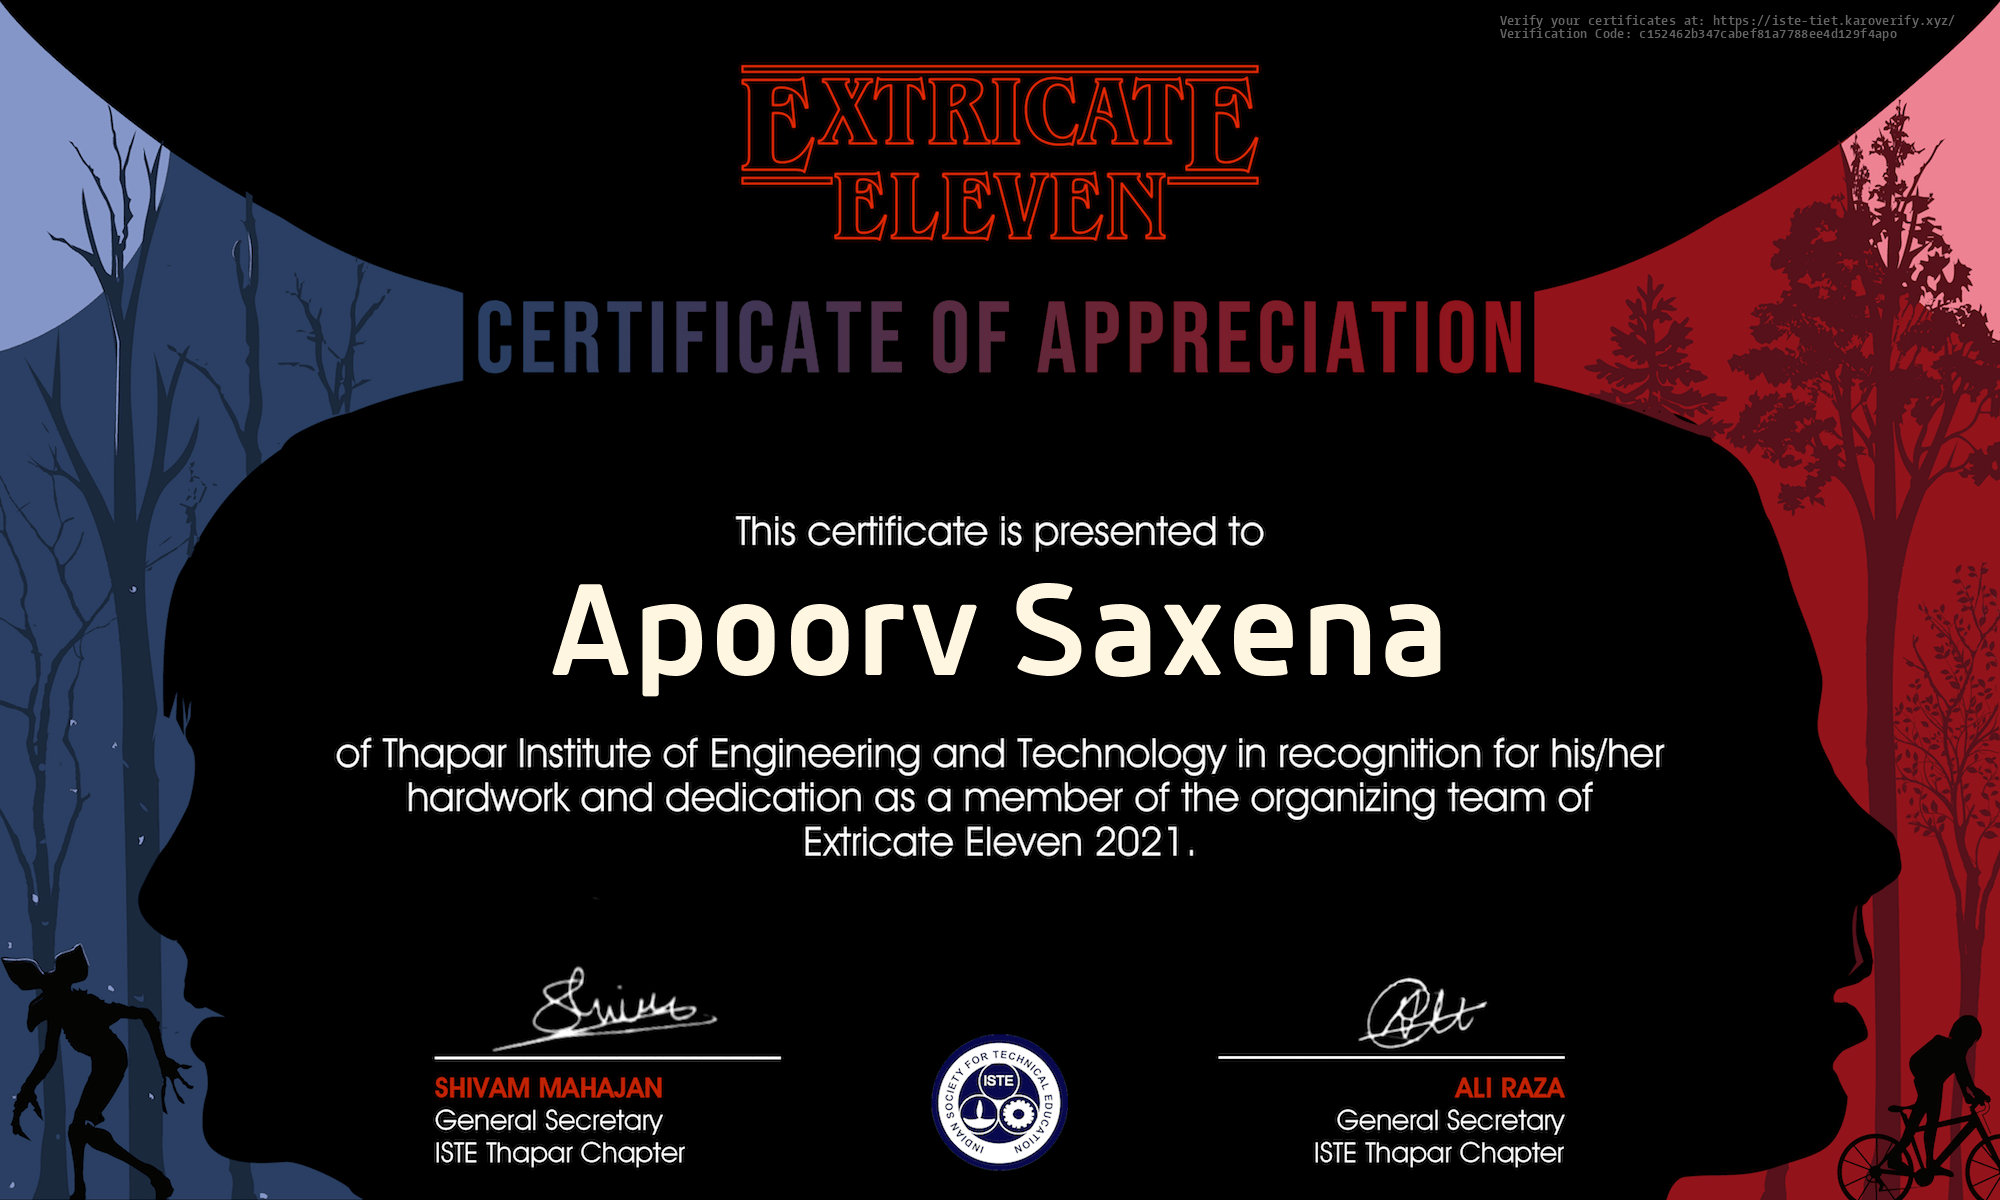 Verify your certificates at: https://iste-tiet.karoverify.xyz/
Verification Code: c152462b347cabef81a7788ee4d129f4apo
EXTRICATE
ELEVEN
CERTIFICATE OF APPRECIATION
This certificate is presented to
Apoorv Saxena
of Thapar Institute of Engineering and Technology in recognition for his/her
hardwork and dedication as a member of the organizing team of
Extricate Eleven 2021.
SHIVAM MAHAJAN
General Secretary
ISTE Thapar Chapter
INDIAN SOCIETY FOR TECHNICAL EDUCATION
ISTE
ALI RAZA
General Secretary
ISTE Thapar Chapter